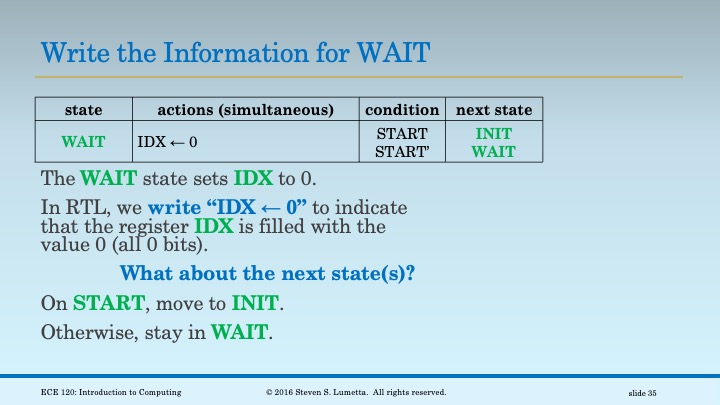 Write the Information for WAIT
state actions (simultaneous) condition next state
WAIT IDX ← 0 START INIT
START’ WAIT
The WAIT state sets IDX to 0.
In RTL, we write “IDX ← 0” to indicate
that the register IDX is filled with the
value 0 (all 0 bits).
What about the next state(s)?
On START, move to INIT.
Otherwise, stay in WAIT.
ECE 120: Introduction to Computing © 2016 Steven S. Lumetta. All rights reserved. slide 35